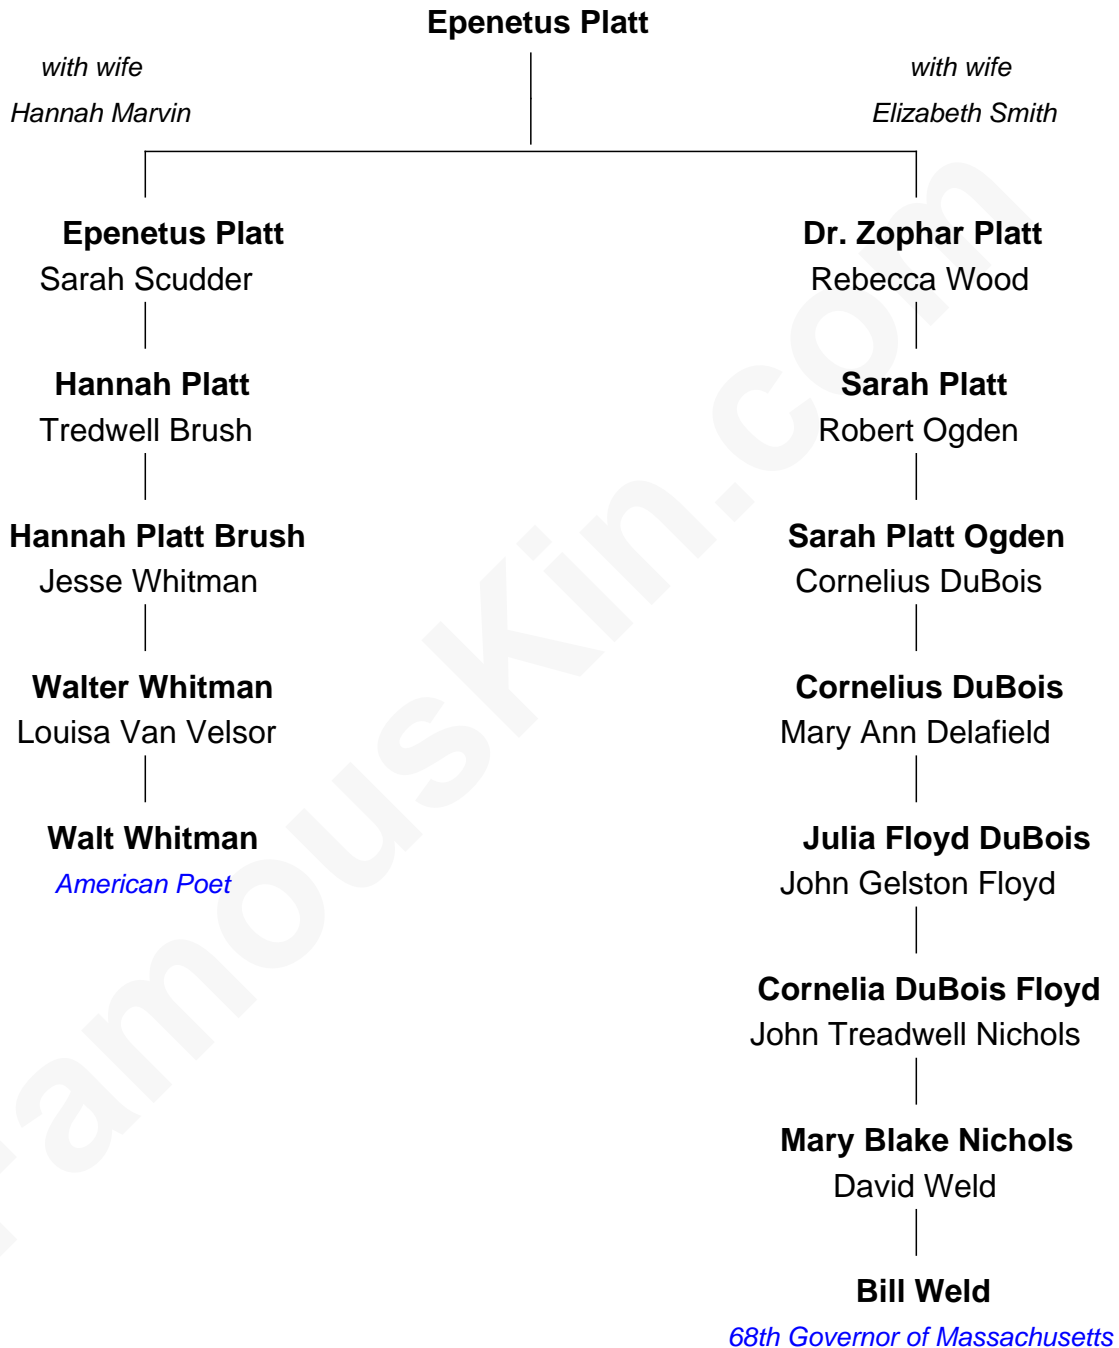 Epenetus Platt
with wife
Hannah Marvin
with wife
Elizabeth Smith
Epenetus Platt
Sarah Scudder
Dr. Zophar Platt
Rebecca Wood
Hannah Platt
Tredwell Brush
Sarah Platt
Robert Ogden
Hannah Platt Brush
Jesse Whitman
Sarah Platt Ogden
Cornelius DuBois
Walter Whitman
Louisa Van Velsor
Cornelius DuBois
Mary Ann Delafield
Walt Whitman
American Poet
Julia Floyd DuBois
John Gelston Floyd
Cornelia DuBois Floyd
John Treadwell Nichols
Mary Blake Nichols
David Weld
Bill Weld
68th Governor of Massachusetts
FamousKin.com